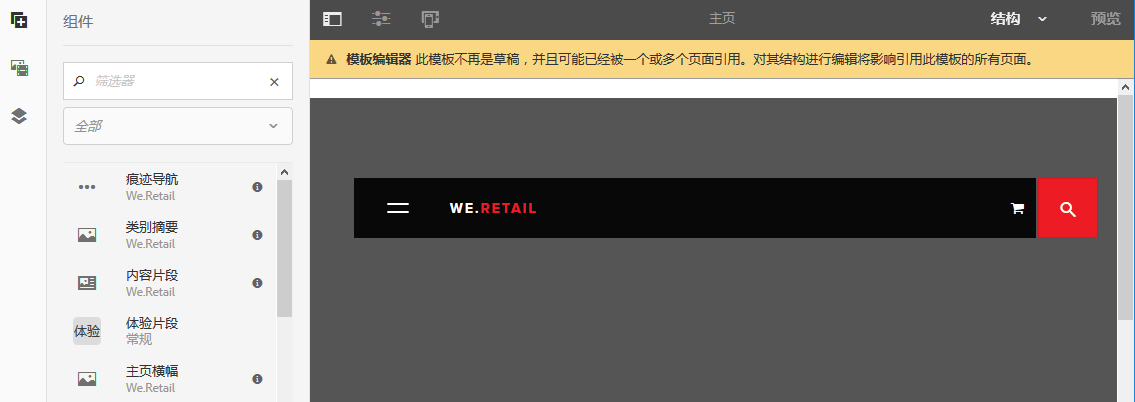 组件
主页
结构
预览
模板编辑器 此模板不再是草稿，并且可能已经被一个或多个页面引用。对其结构进行编辑将影响引用此模板的所有页面。
筛选器
全部
痕迹导航
We.Retail
类别摘要
We.Retail
内容片段
We.Retail
体验
体验片段
常规
主页横幅
We.Retail
WE.RETAIL